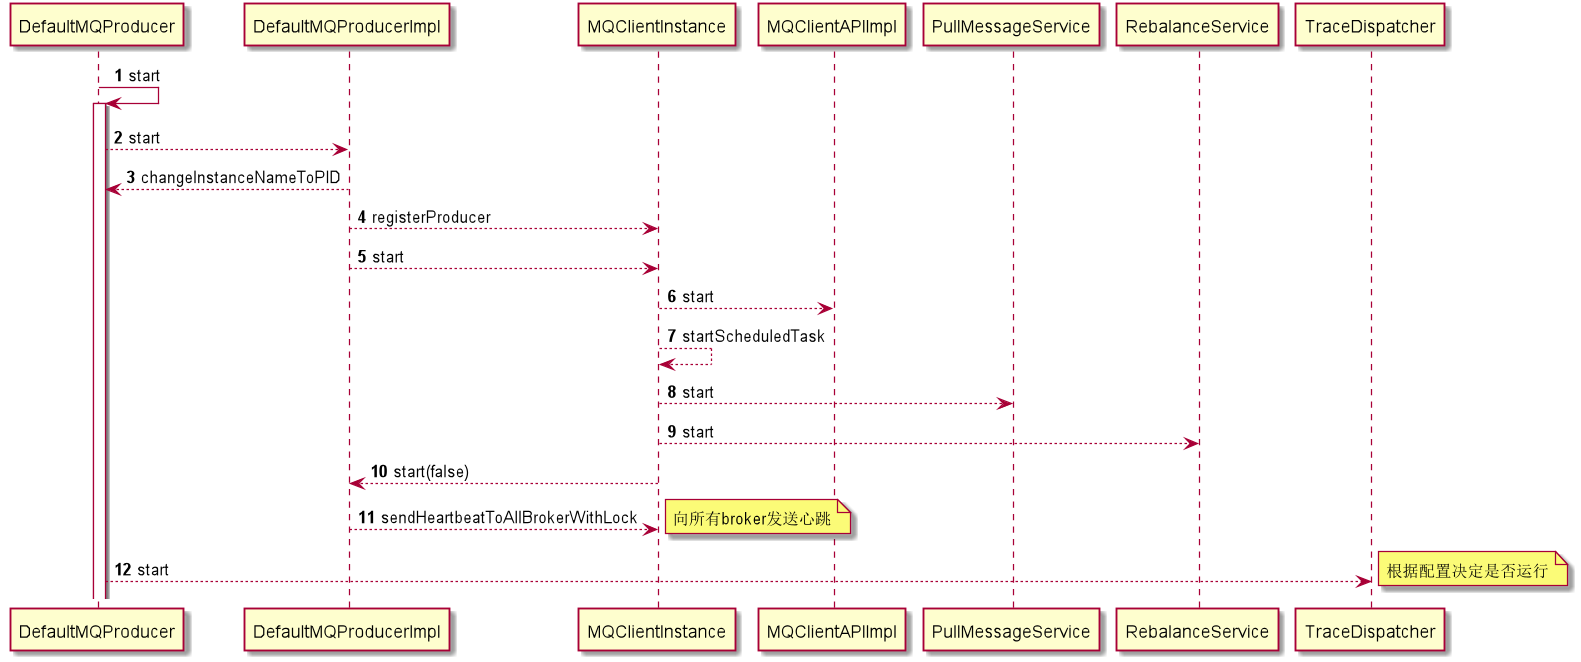 DefaultMQProducer DefaultMQProducerImpl MQClientInstance MQClientAPIImpl PullMessageService RebalanceService TraceDispatcher
1 start
2 start
3 changeInstanceNameToPID
4 registerProducer
5 start
6 start
7 startScheduledTask
8 start
9 start
10 start(false)
11 sendHeartbeatToAllBrokerWithLock 向所有broker发送心跳
12 start 根据配置决定是否运行
DefaultMQProducer DefaultMQProducerImpl MQClientInstance MQClientAPIImpl PullMessageService RebalanceService TraceDispatcher